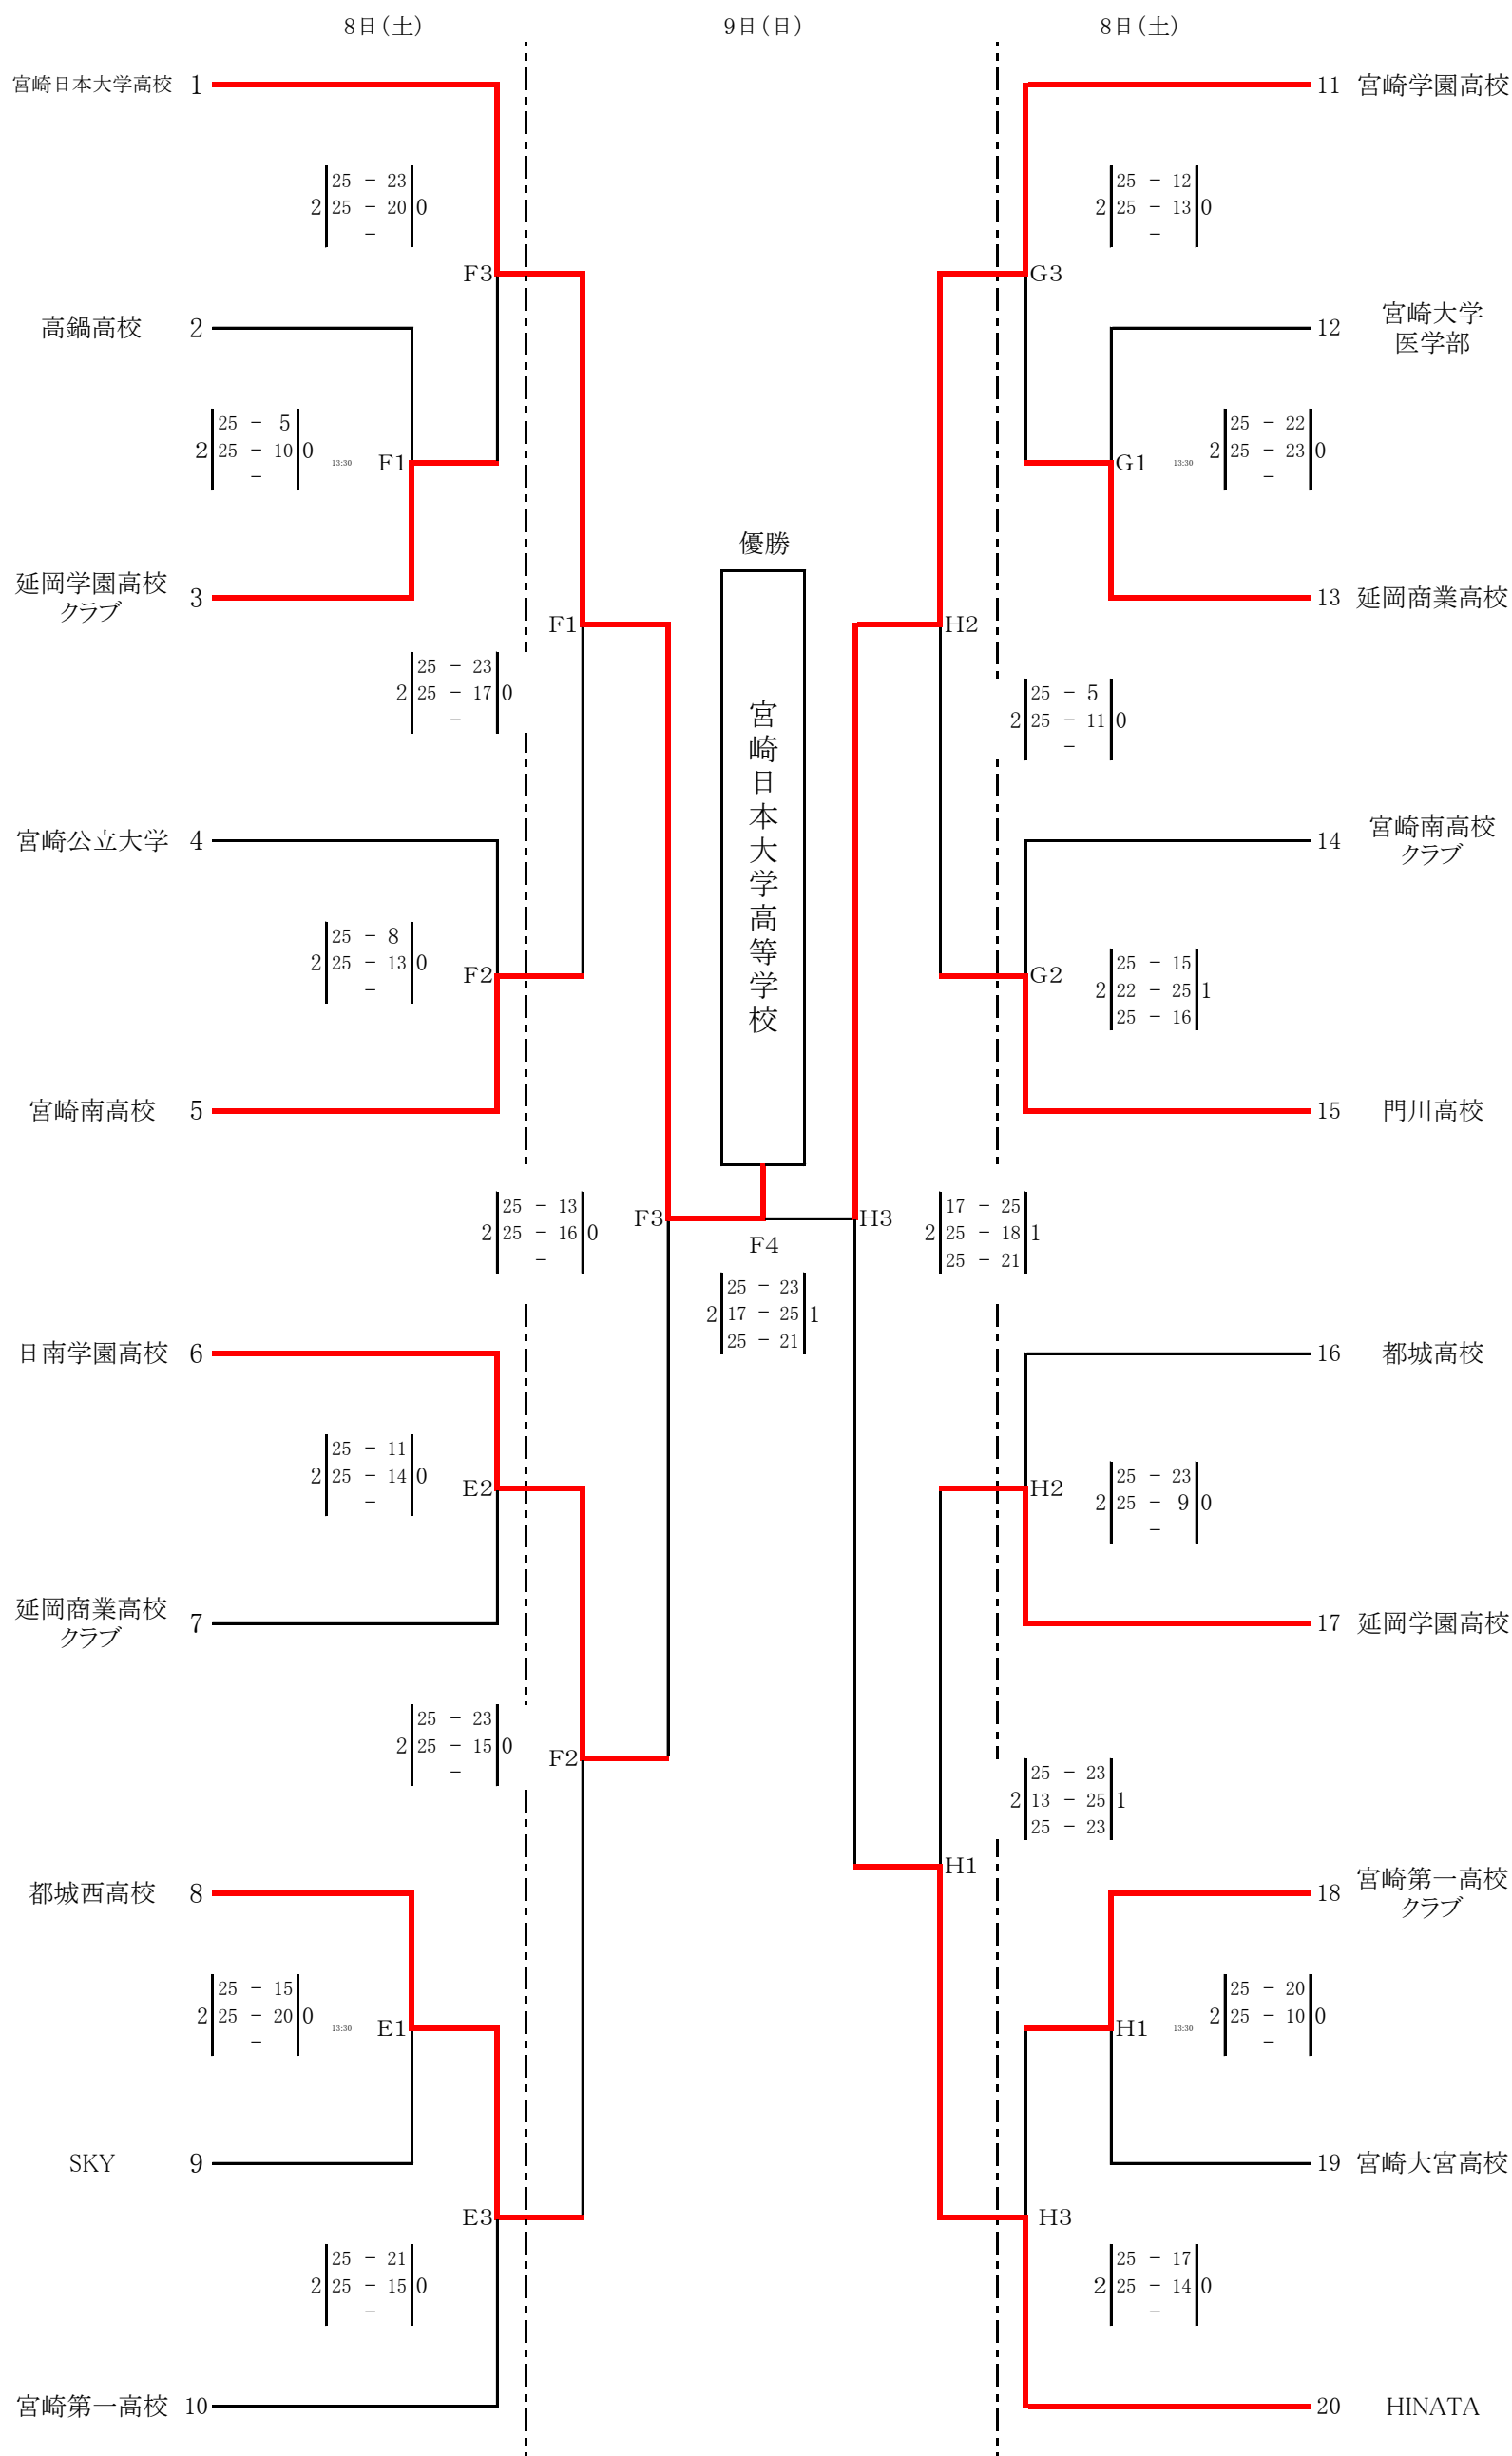 8日(土)
9日(日)
8日(土)
宮崎日本大学高校 1
11 宮崎学園高校
25 - 23
2 25 - 20 0
-
25 - 12
2 25 - 13 0
-
F3
G3
高鍋高校 2
12 宮崎大学
医学部
25 - 5
2 25 - 10 0
-
13:30 F1
G1 13:30
25 - 22
2 25 - 23 0
-
優勝
延岡学園高校
クラブ 3
13 延岡商業高校
F1
H2
25 - 23
2 25 - 17 0
-
25 - 5
2 25 - 11 0
-
宮崎日本大学高等学校
宮崎公立大学 4
14 宮崎南高校
クラブ
25 - 8
2 25 - 13 0
-
F2
G2
25 - 15
2 22 - 25 1
25 - 16
宮崎南高校 5
15 門川高校
25 - 13
2 25 - 16 0
-
F3
H3
F4
17 - 25
2 25 - 18 1
25 - 21
25 - 23
2 17 - 25 1
25 - 21
日南学園高校 6
16 都城高校
25 - 11
2 25 - 14 0
-
E2
H2
25 - 23
2 25 - 9 0
-
延岡商業高校
クラブ 7
17 延岡学園高校
25 - 23
2 25 - 15 0
-
F2
25 - 23
2 13 - 25 1
25 - 23
H1
都城西高校 8
18 宮崎第一高校
クラブ
25 - 15
2 25 - 20 0
-
13:30 E1
H1 13:30
25 - 20
2 25 - 10 0
-
SKY 9
19 宮崎大宮高校
E3
H3
25 - 21
2 25 - 15 0
-
25 - 17
2 25 - 14 0
-
宮崎第一高校 10
20 HINATA